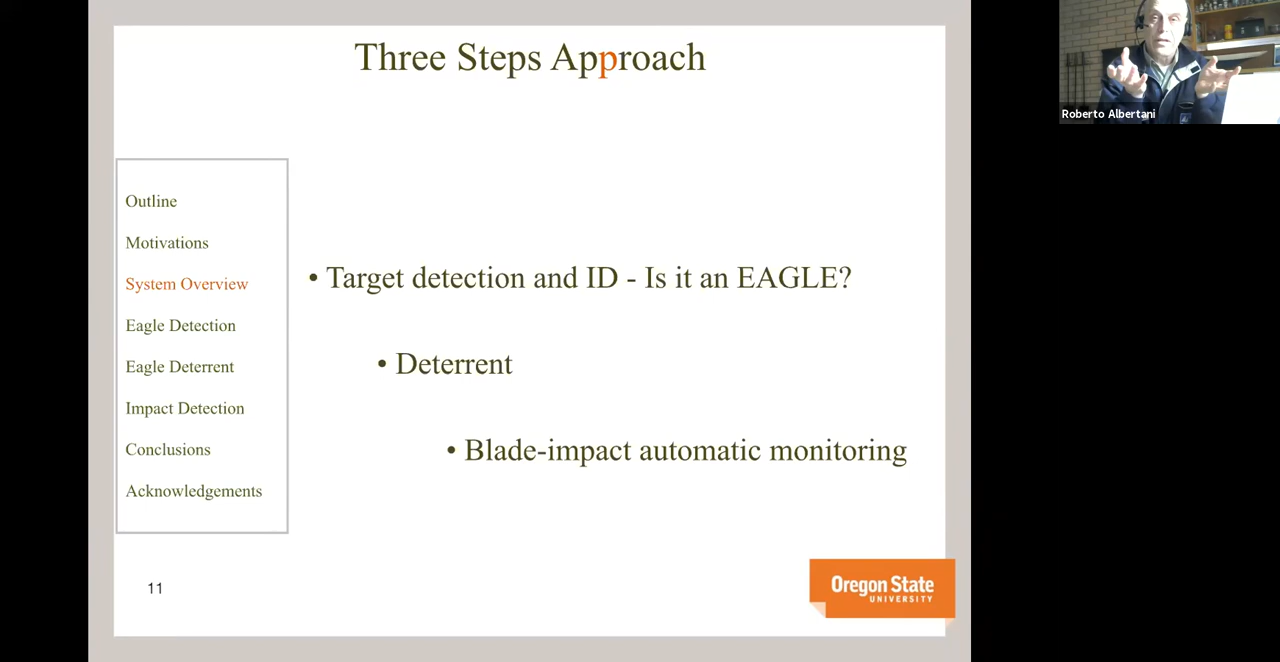 Three Steps Approach
Roberto Albertani
Outline
Motivations
System Overview
Eagle Detection
Eagle Deterrent
Impact Detection
Conclusions
Acknowledgements
• Target detection and ID - Is it an EAGLE?
• Deterrent
• Blade-impact automatic monitoring
11
Oregon State
UNIVERSITY